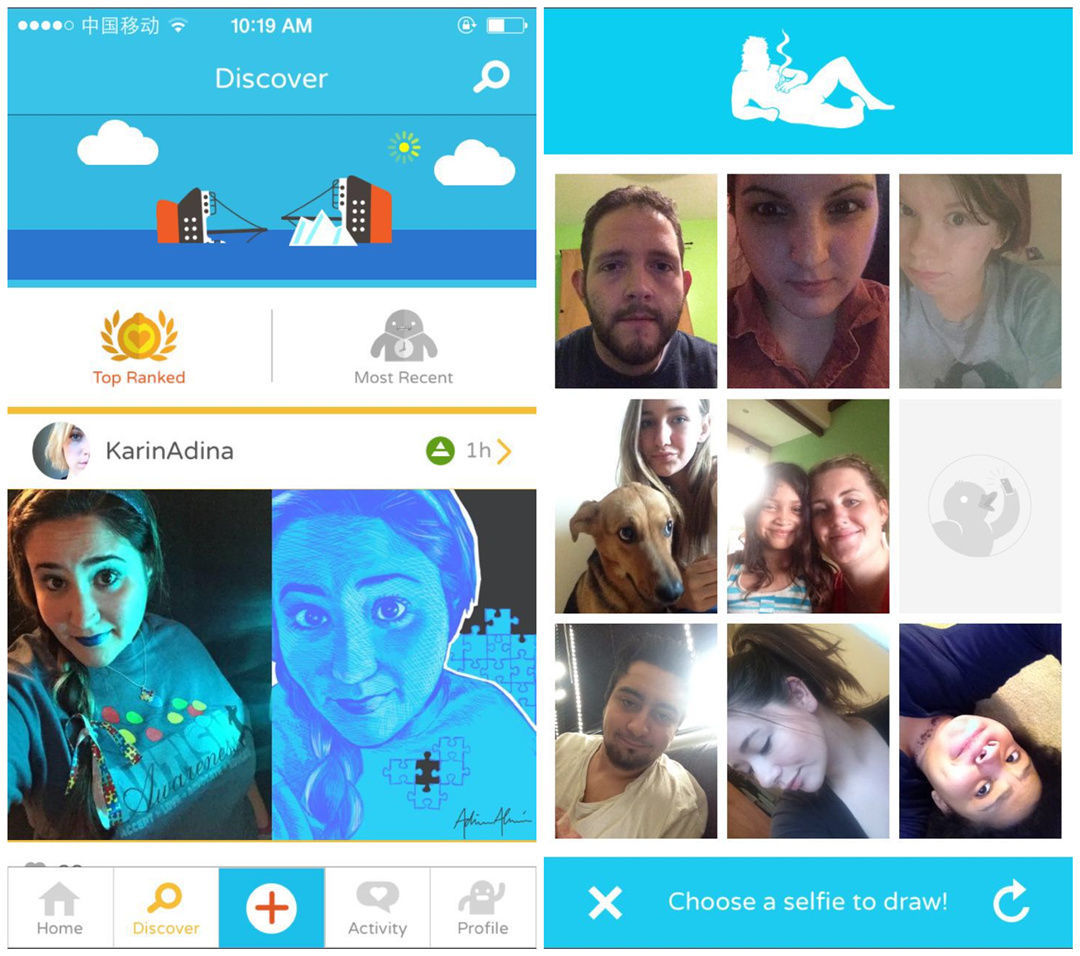 中国移动 10:19 AM
Discover
Top Ranked
Most Recent
KarinAdina
1h
Awareness
Home
Discover
Activity
Profile
Choose a selfie to draw!